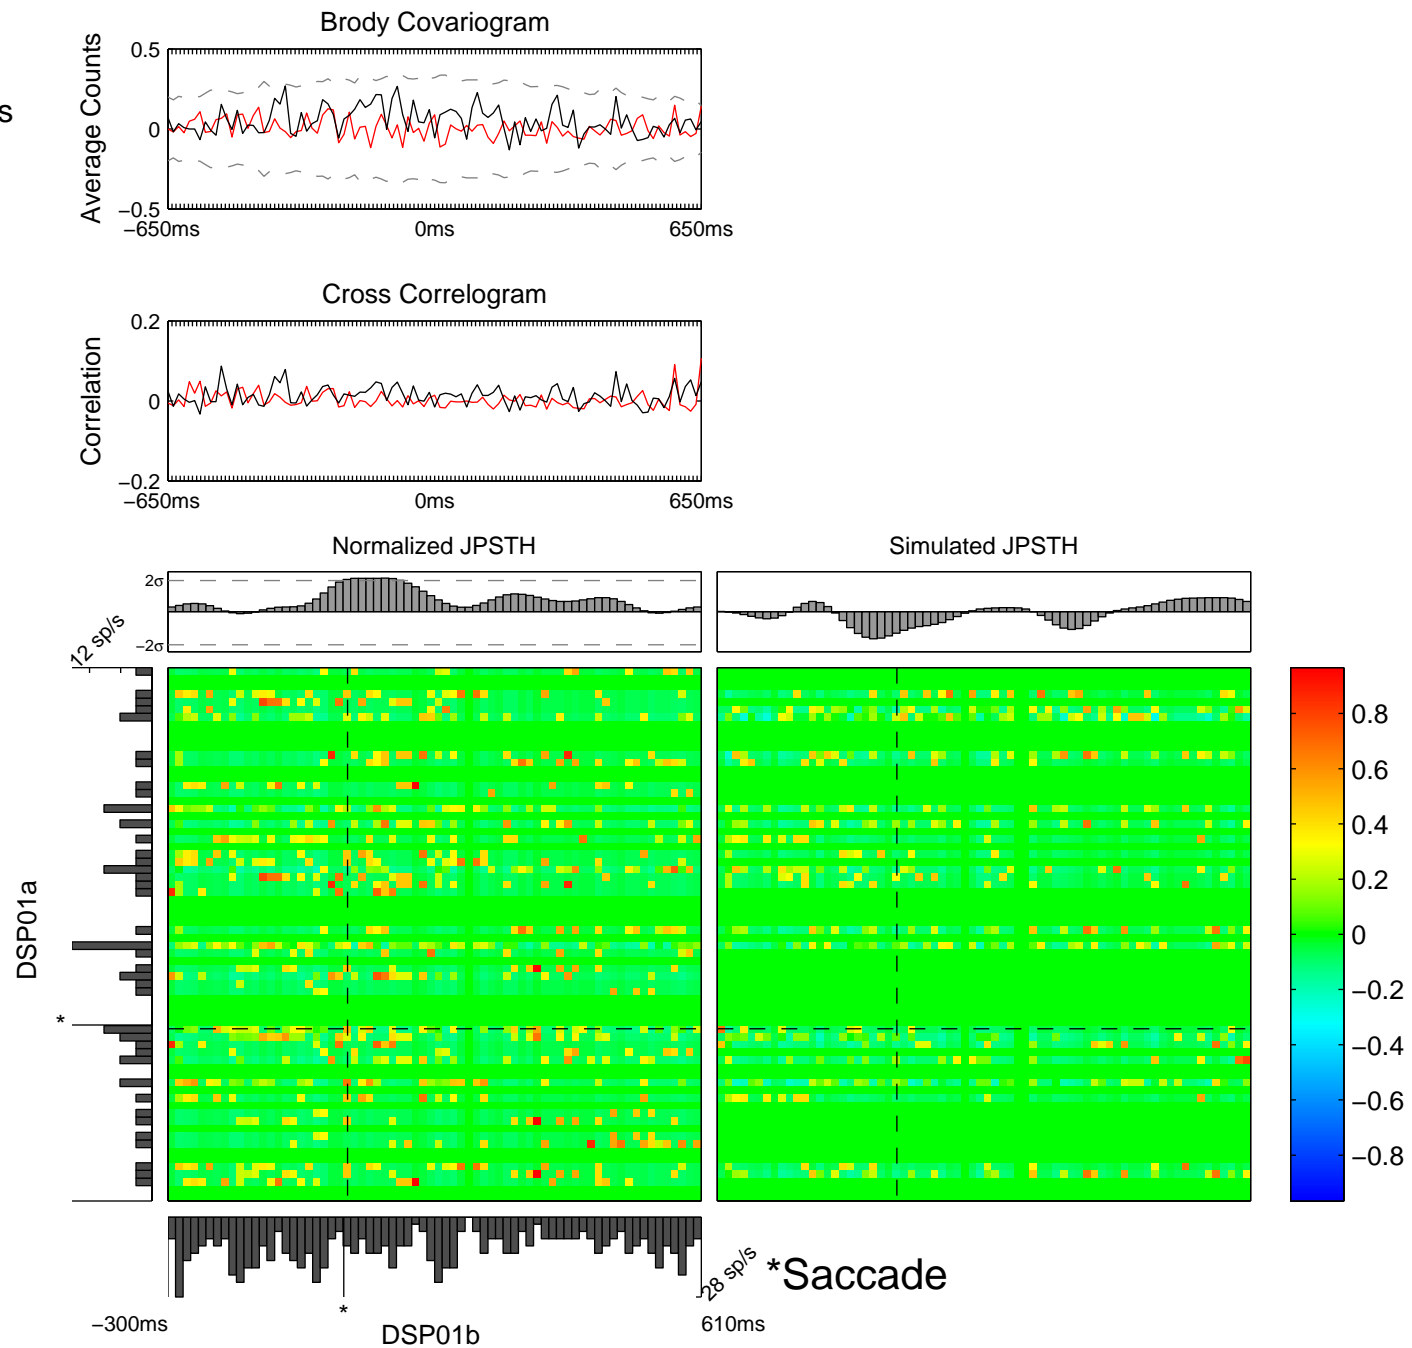 Brody Covariogram
s
Average Counts
0.5
0
−0.5
−650ms 0ms 650ms
Cross Correlogram
Correlation
0.2
0
−0.2
−650ms 0ms 650ms
Normalized JPSTH
Simulated JPSTH
2σ
−2σ
12 sp/s
DSP01a
*
0.8
0.6
0.4
0.2
0
−0.2
−0.4
−0.6
−0.8
28 sp/s
*Saccade
*
−300ms
DSP01b
610ms